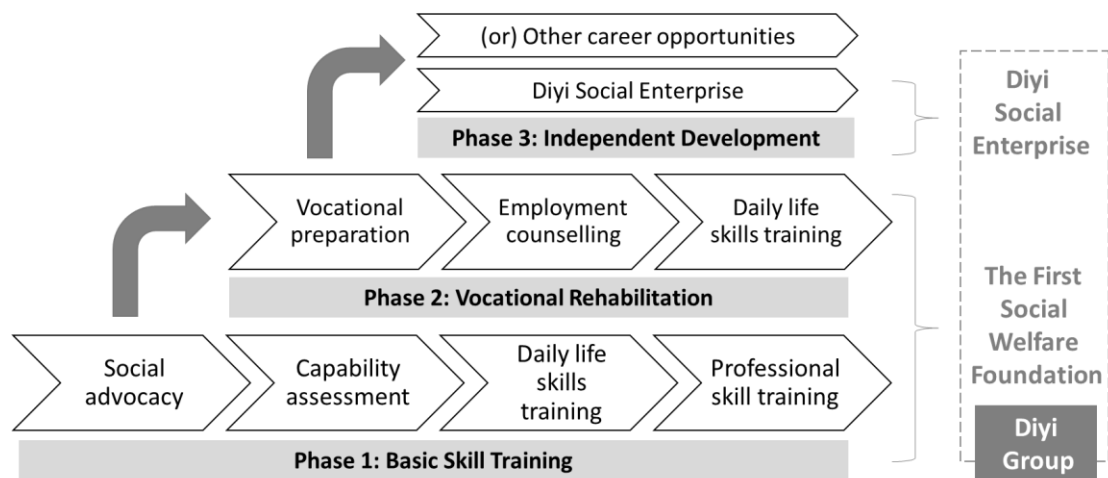 (or) Other career opportunities
Diyi Social Enterprise
Phase 3: Independent Development
Vocational
preparation
Employment
counselling
Daily life
skills training
Phase 2: Vocational Rehabilitation
Social
advocacy
Capability
assessment
Daily life
skills
training
Professional
skill training
Phase 1: Basic Skill Training
Diyi
Social
Enterprise
The First
Social
Welfare
Foundation
Diyi
Group